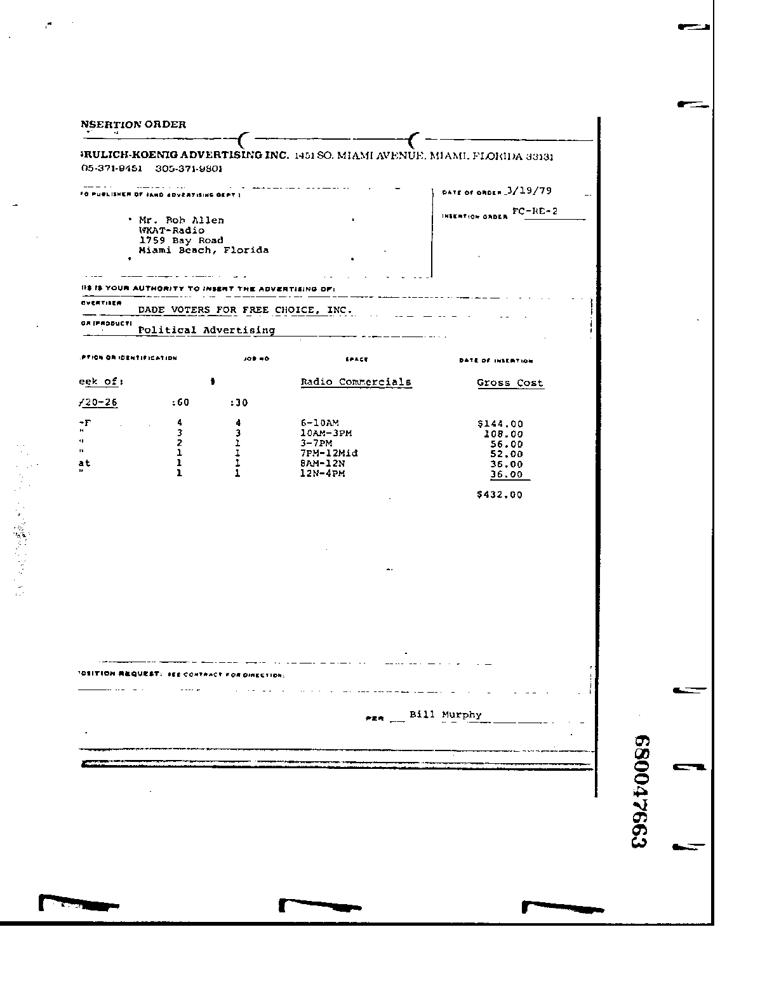 NSERTION ORDER
RULICH-KOENIG ADVERTISING INC. 1451 SO. MIAMI AVENUE, MIAMI, FLORIDA 33131
05-371-9451 305-371-9801
TO PUBLISHER OF (AND ADVERTISING DEPT)
DATE OF ORDER 3/19/79
INSERTION ORDER FC-RE-2
Mr. Bob Allen
WKAT-Radio
1759 Bay Road
Miami Beach, Florida
IS IS YOUR AUTHORITY TO INSERT THE ADVERTISING OF:
DVERTISER DADE VOTERS FOR FREE CHOICE, INC.
OR (PRODUCT) Political Advertising
PTION OR IDENTIFICATION JOB NO SPACE DATE OF INSERTION
eek of: # Radio Commercials Gross Cost
/20-26 :60 :30
-F 4 4 6-10AM $144.00
" 3 3 10AM-3PM 108.00
" 2 1 3-7PM 56.00
" 1 1 7PM-12Mid 52.00
at 1 1 8AM-12N 36.00
" 1 1 12N-4PM 36.00
$432.00
OSITION REQUEST: SEE CONTRACT FOR DIRECTION:
PER Bill Murphy
680047663